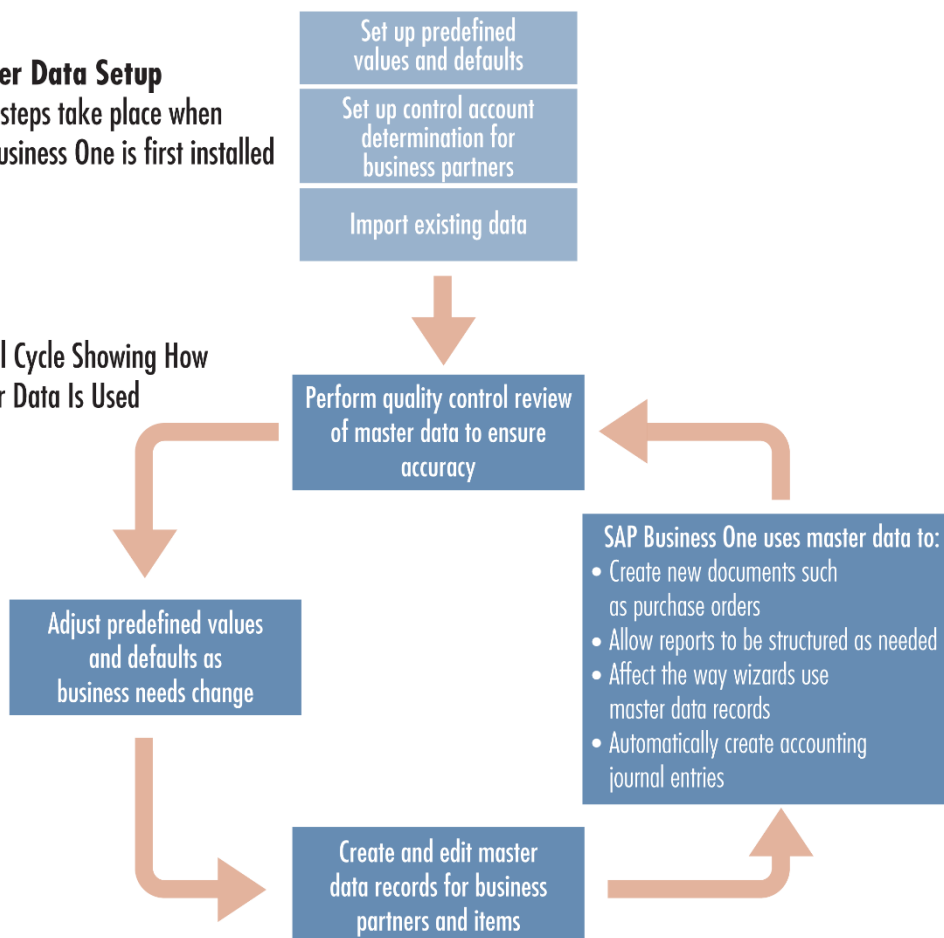 Set up predefined
values and defaults
er Data Setup
steps take place when
usiness One is first installed
Set up control account
determination for
business partners
Import existing data
l Cycle Showing How
r Data Is Used
Perform quality control review
of master data to ensure
accuracy
SAP Business One uses master data to:
• Create new documents such
as purchase orders
• Allow reports to be structured as needed
• Affect the way wizards use
master data records
• Automatically create accounting
journal entries
Adjust predefined values
and defaults as
business needs change
Create and edit master
data records for business
partners and items